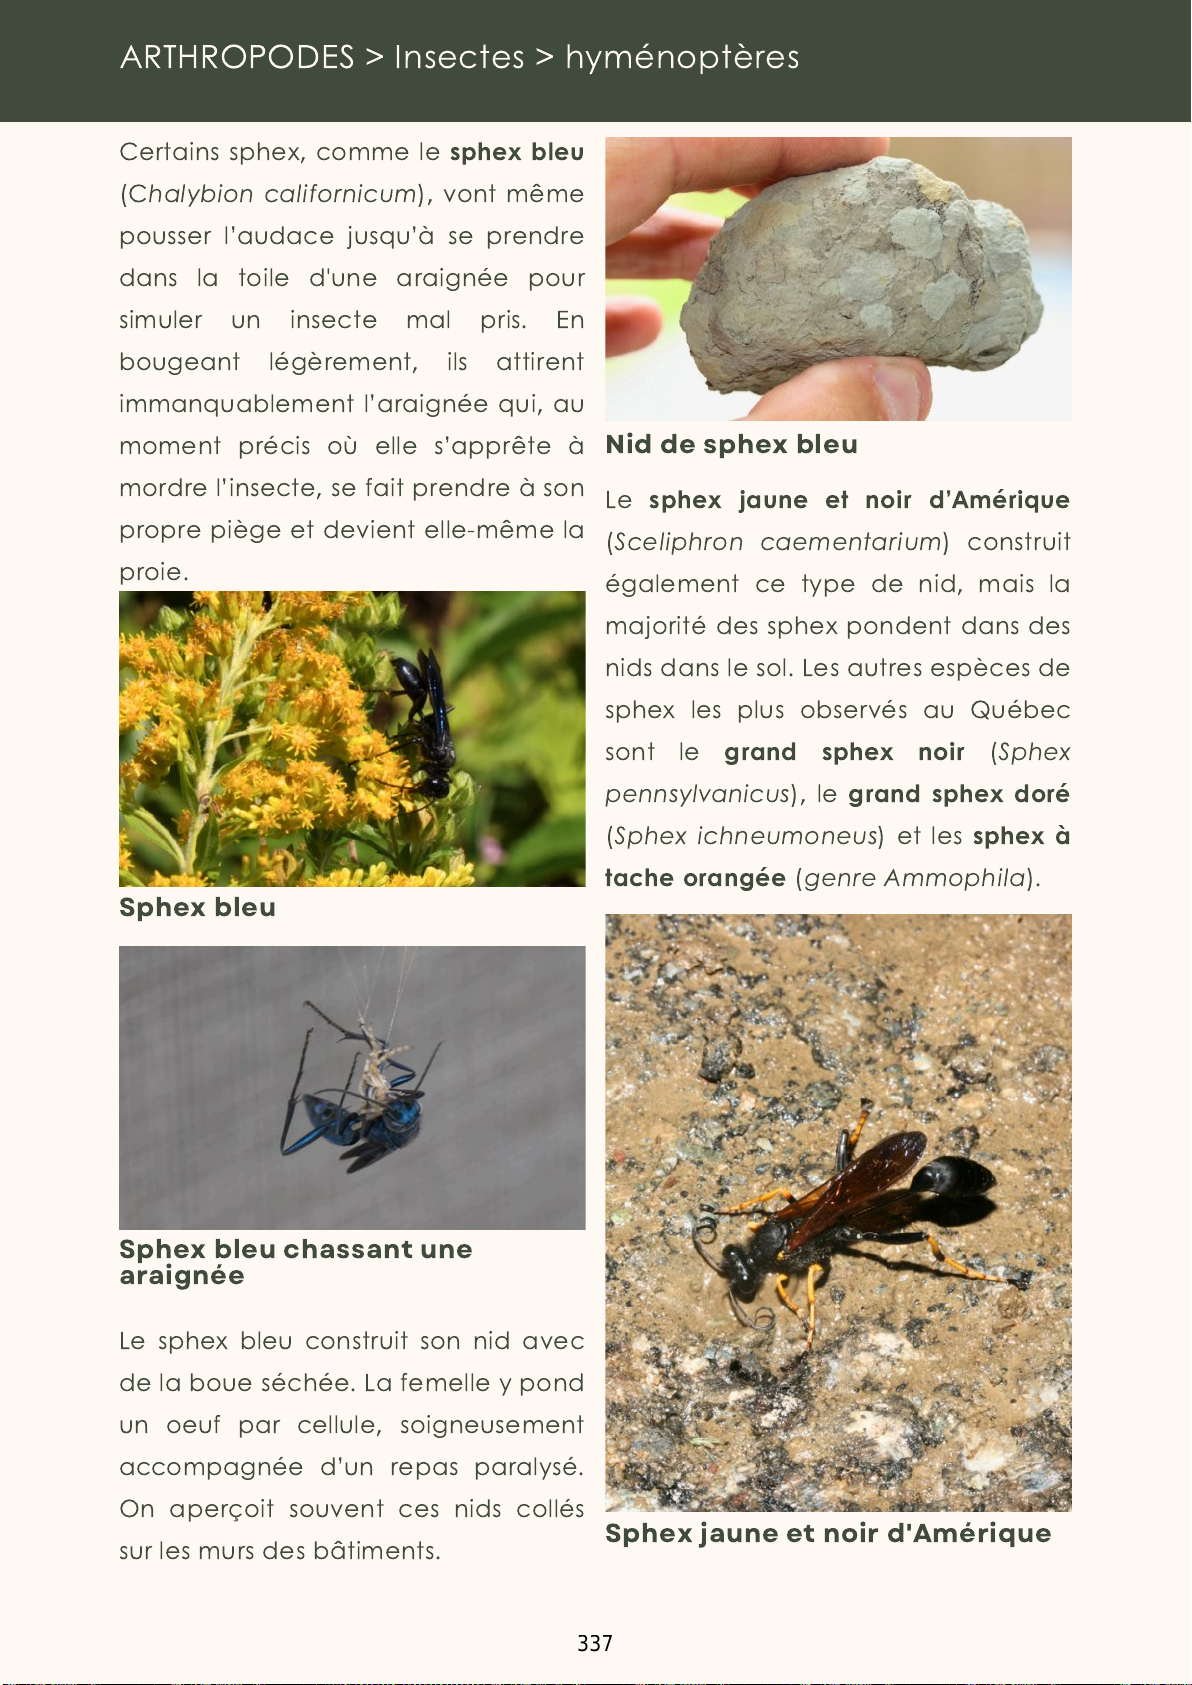 ARTHROPODES > Insectes > hyménoptères
Certains sphex, comme le sphex bleu
(Chalybion californicum), vont même
pousser l’audace jusqu’à se prendre
dans la toile d'une araignée pour
simuler un insecte mal pris. En
bougeant légèrement, ils attirent
immanquablement l’araignée qui, au
moment précis où elle s’apprête à
mordre l’insecte, se fait prendre à son
propre piège et devient elle-même la
proie.
Sphex bleu
Sphex bleu chassant une
araignée
Le sphex bleu construit son nid avec
de la boue séchée. La femelle y pond
un oeuf par cellule, soigneusement
accompagnée d’un repas paralysé.
On aperçoit souvent ces nids collés
sur les murs des bâtiments.
Nid de sphex bleu
Le sphex jaune et noir d’Amérique
(Sceliphron caementarium) construit
également ce type de nid, mais la
majorité des sphex pondent dans des
nids dans le sol. Les autres espèces de
sphex les plus observés au Québec
sont le grand sphex noir (Sphex
pennsylvanicus), le grand sphex doré
(Sphex ichneumoneus) et les sphex à
tache orangée (genre Ammophila).
Sphex jaune et noir d'Amérique
337